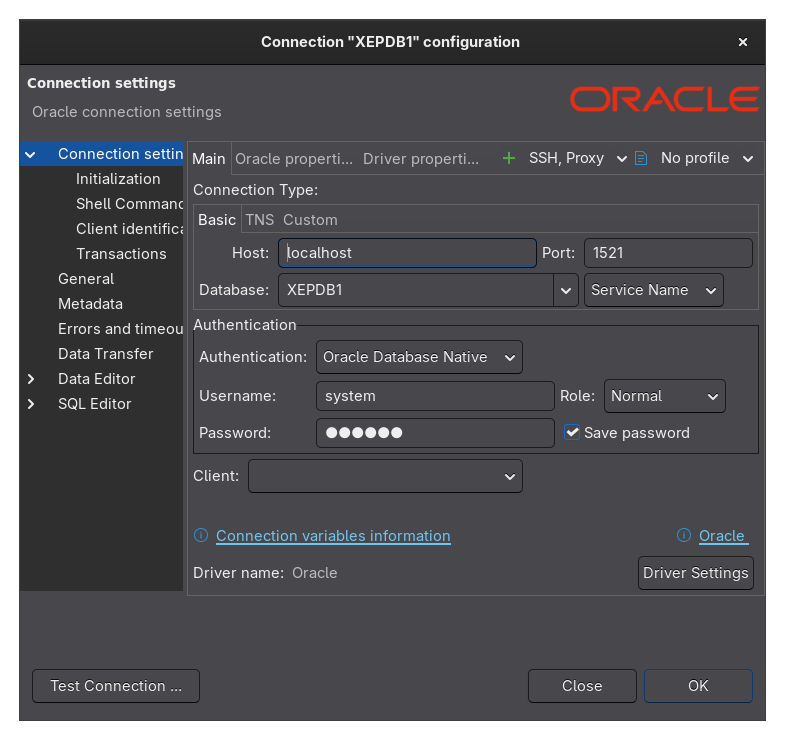 Connection "XEPDB1" configuration
Connection settings
Oracle connection settings
ORACLE
Connection settin
Initialization
Shell Command
Client identifica
Transactions
General
Metadata
Errors and timeou
Data Transfer
Data Editor
SQL Editor
Main Oracle properti... Driver properti... SSH, Proxy No profile
Connection Type:
Basic TNS Custom
Host: localhost Port: 1521
Database: XEPDB1 Service Name
Authentication
Authentication: Oracle Database Native
Username: system Role: Normal
Password: ●●●●●● Save password
Client:
Connection variables information Oracle
Driver name: Oracle Driver Settings
Test Connection ... Close OK